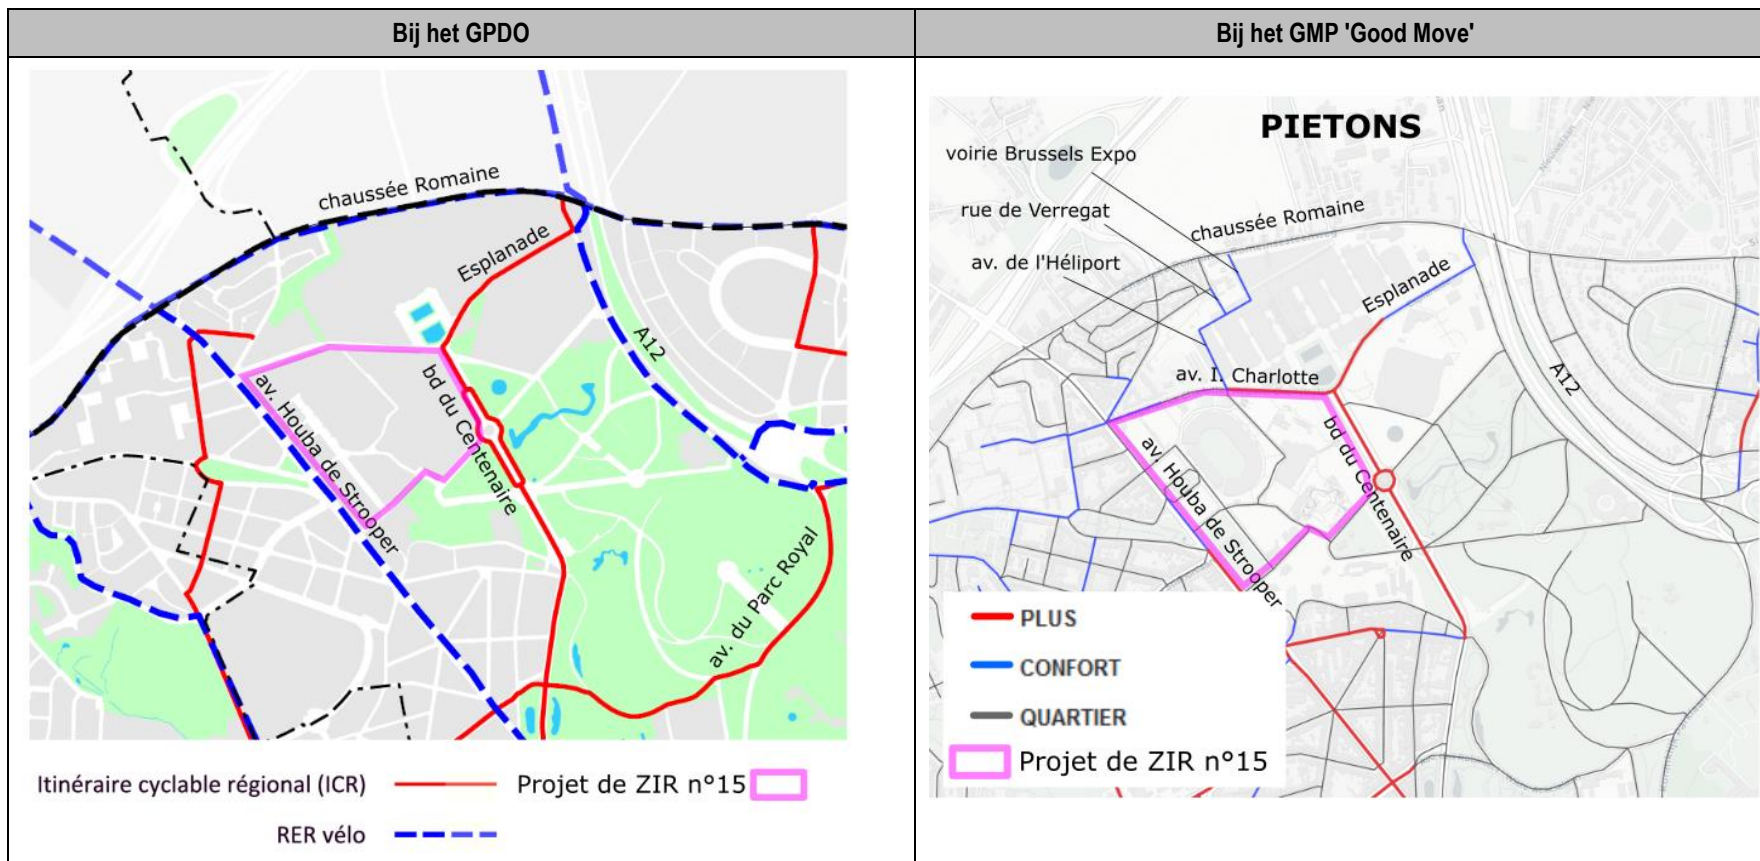 Bij het GPDO
chaussée Romaine
Esplanade
A12
av. Houba de Strooper
bd du Centenaire
av. du Parc Royal
Itinéraire cyclable régional (ICR)
Projet de ZIR n°15
RER vélo
Bij het GMP 'Good Move'
PIETONS
voirie Brussels Expo
rue de Verregat
chaussée Romaine
av. de l'Héliport
Esplanade
av. I. Charlotte
A12
bd du Centenaire
av. Houba de Strooper
PLUS
CONFORT
QUARTIER
Projet de ZIR n°15